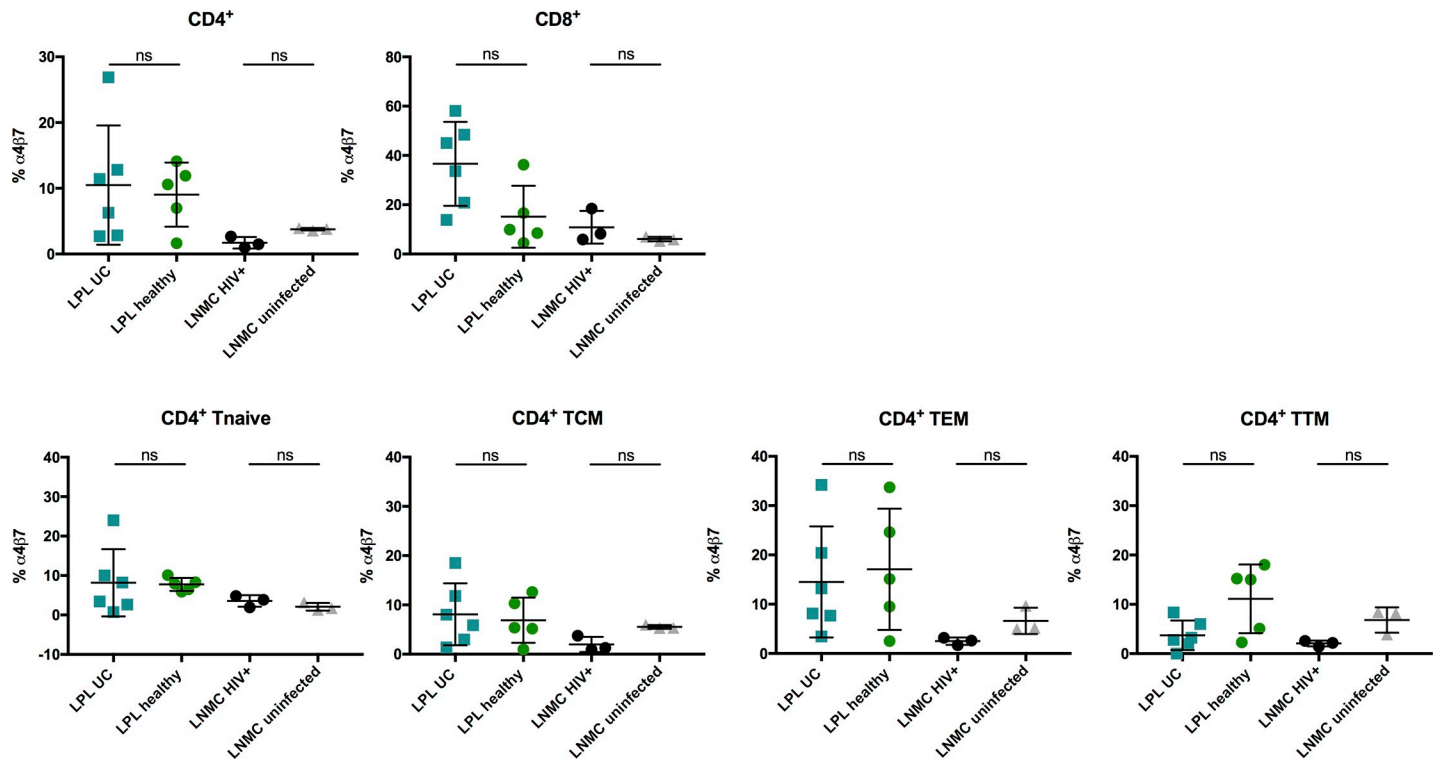 CD4⁺
CD8⁺
ns
ns
ns
ns
30
20
10
0
% α4β7
80
60
40
20
0
% α4β7
LPL UC
LPL healthy
LNMC HIV+
LNMC uninfected
LPL UC
LPL healthy
LNMC HIV+
LNMC uninfected
CD4⁺ Tnaive
CD4⁺ TCM
CD4⁺ TEM
CD4⁺ TTM
ns
ns
ns
ns
ns
ns
ns
ns
40
30
20
10
0
-10
% α4β7
40
30
20
10
0
% α4β7
40
30
20
10
0
% α4β7
40
30
20
10
0
% α4β7
LPL UC
LPL healthy
LNMC HIV+
LNMC uninfected
LPL UC
LPL healthy
LNMC HIV+
LNMC uninfected
LPL UC
LPL healthy
LNMC HIV+
LNMC uninfected
LPL UC
LPL healthy
LNMC HIV+
LNMC uninfected